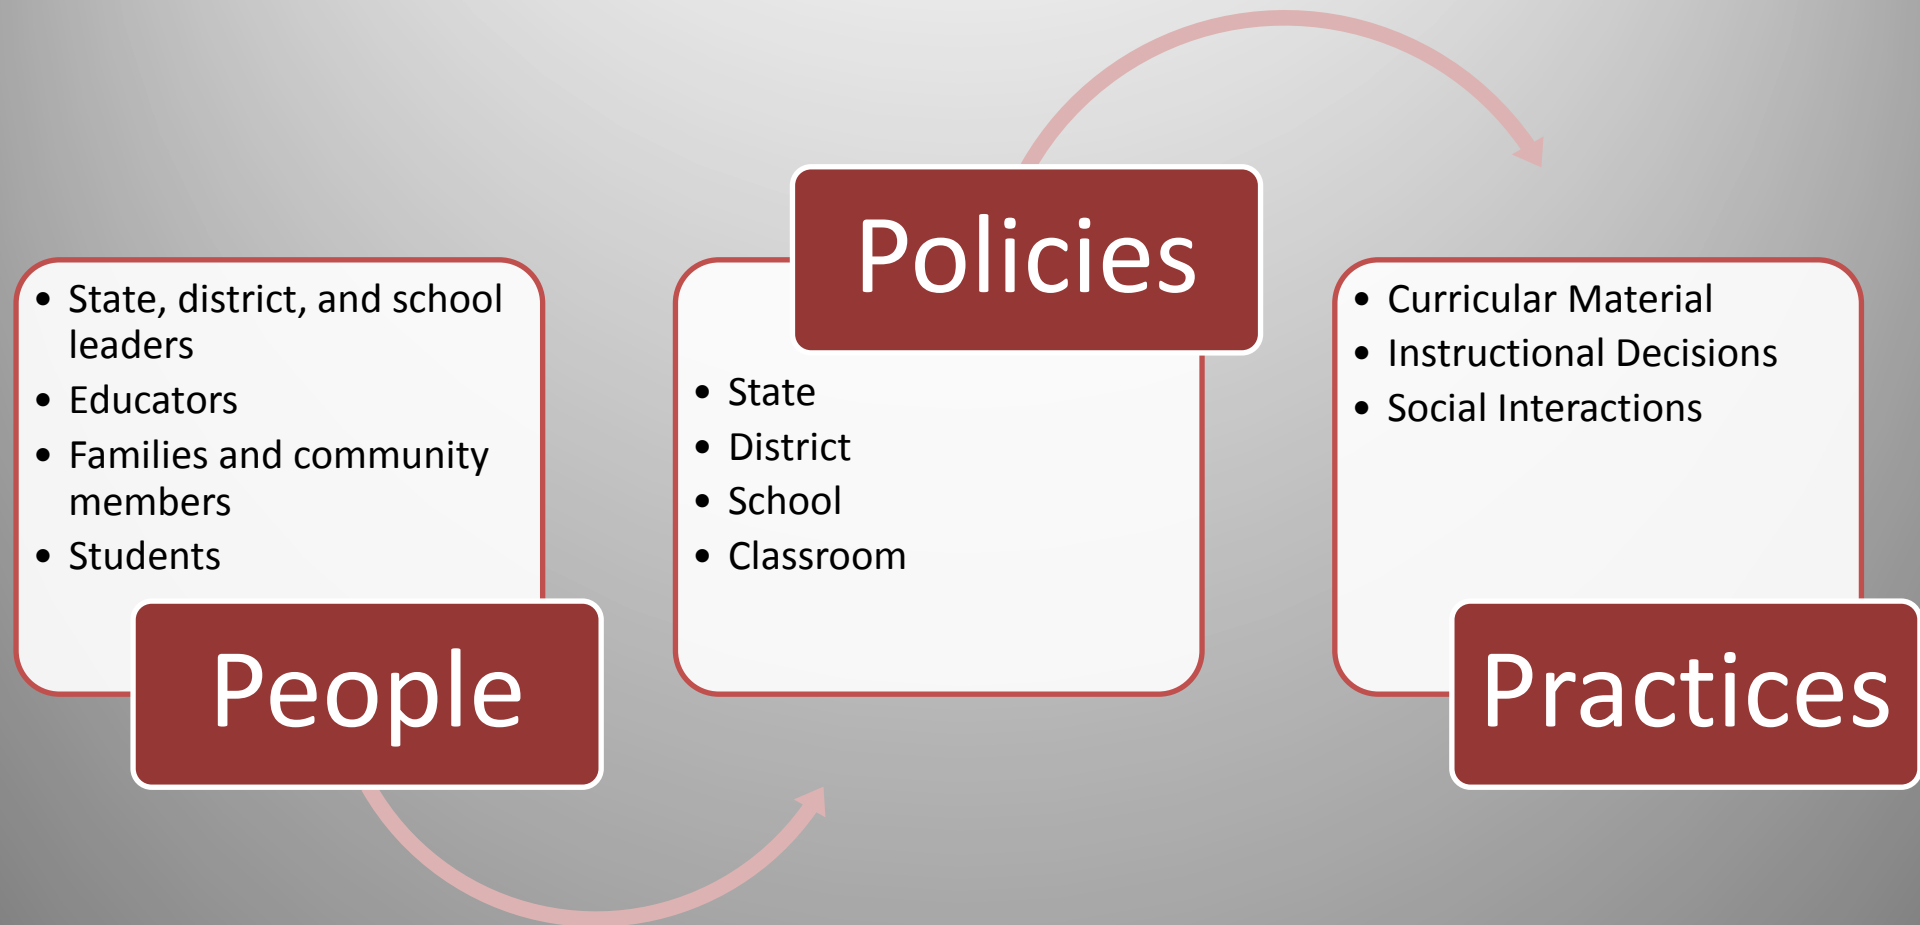 • State, district, and school
leaders
• Educators
• Families and community
members
• Students
People
Policies
• State
• District
• School
• Classroom
• Curricular Material
• Instructional Decisions
• Social Interactions
Practices